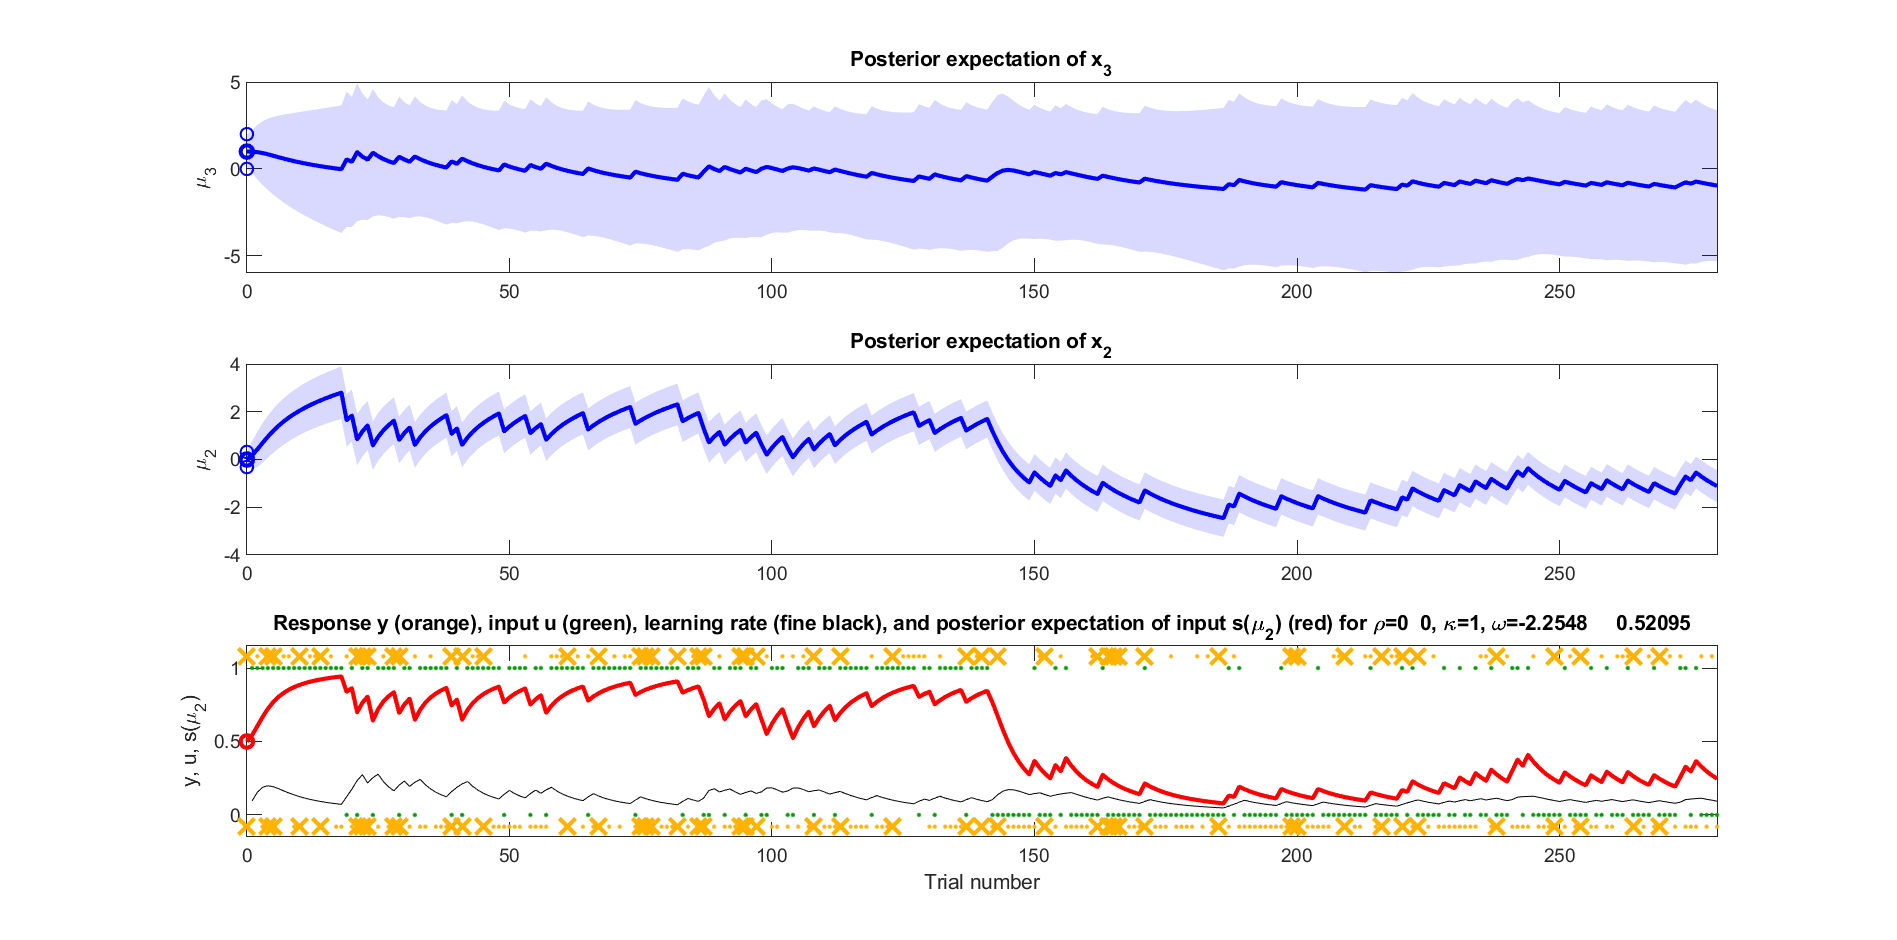 Posterior expectation of x3
5
0
-5
μ3
0 50 100 150 200 250
Posterior expectation of x2
4
2
0
-2
-4
μ2
0 50 100 150 200 250
Response y (orange), input u (green), learning rate (fine black), and posterior expectation of input s(μ2) (red) for ρ=0 0, κ=1, ω=-2.2548 0.52095
1
0.5
0
y, u, s(μ2)
0 50 100 150 200 250
Trial number